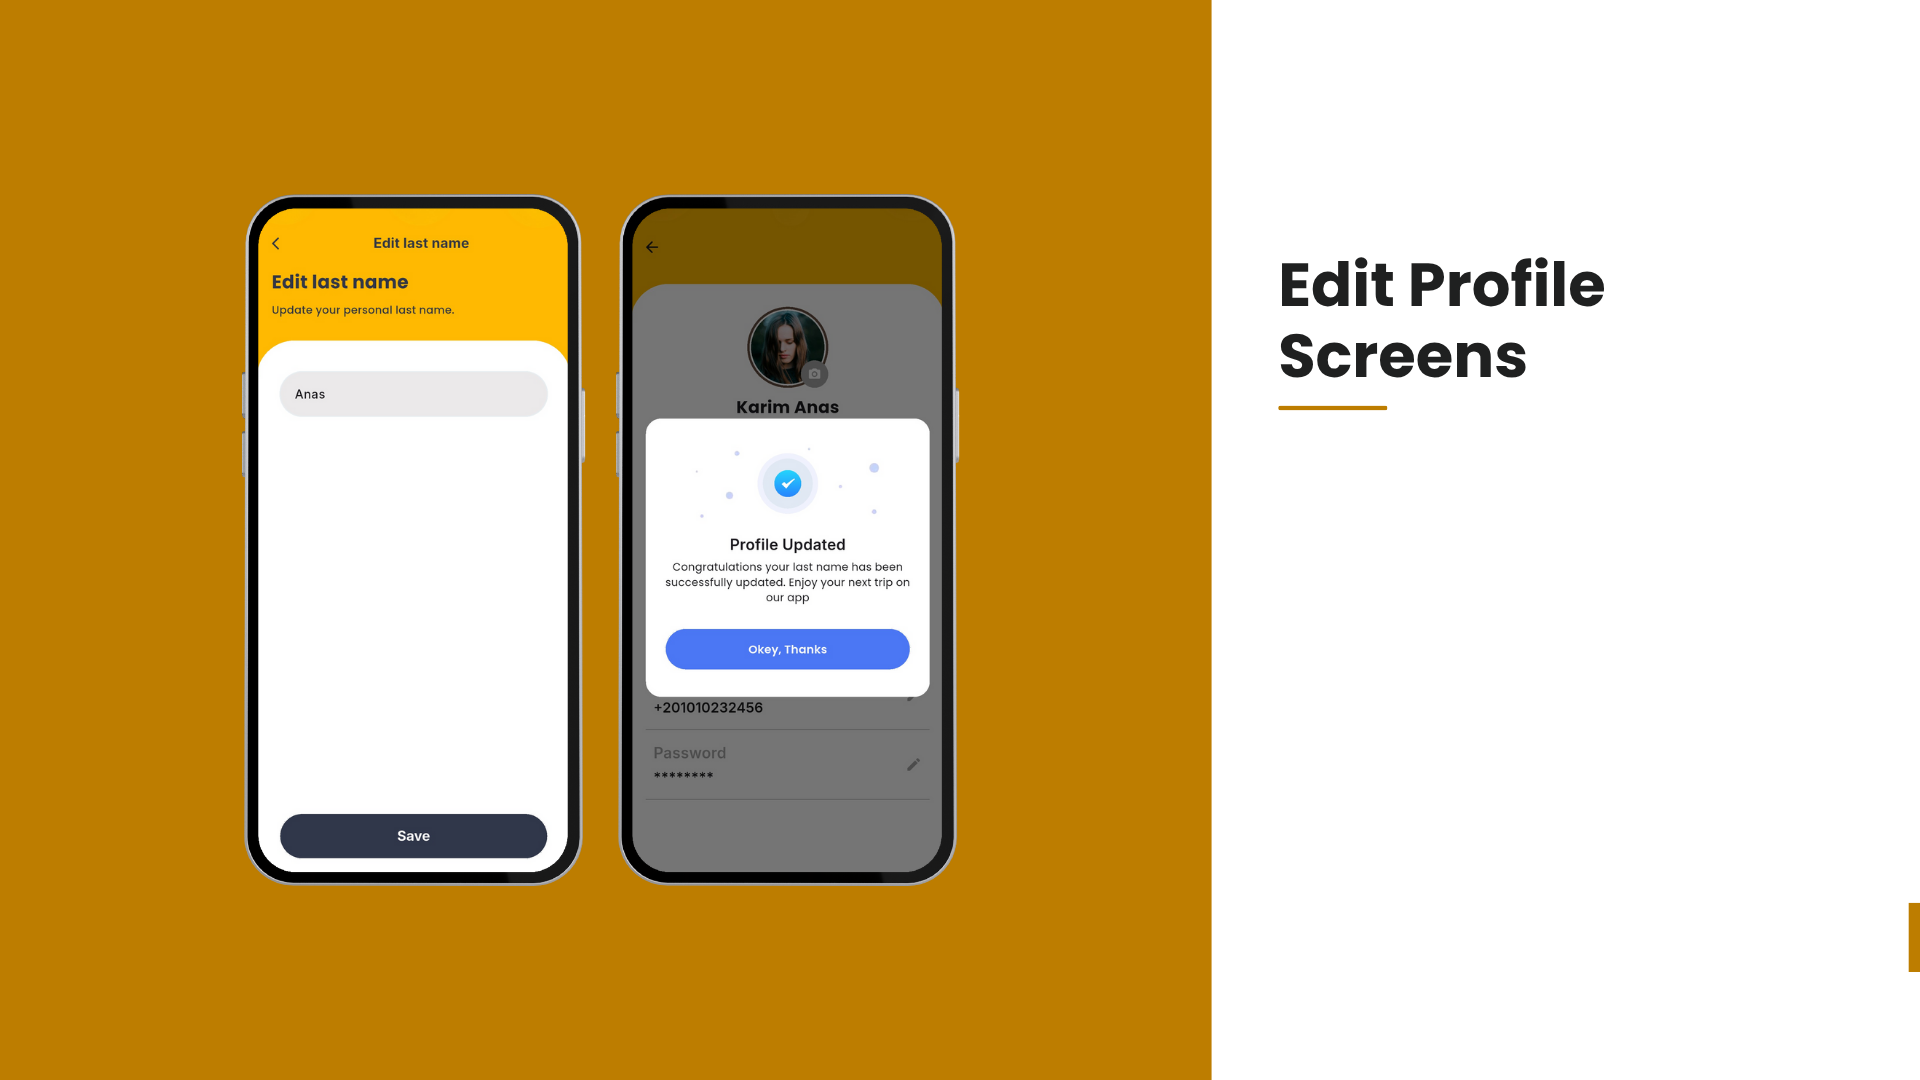 Edit last name
Edit last name
Update your personal last name.
Anas
Save
Karim Anas
Profile Updated
Congratulations your last name has been
successfully updated. Enjoy your next trip on
our app
Okey, Thanks
+201010232456
Password
********
Edit Profile
Screens